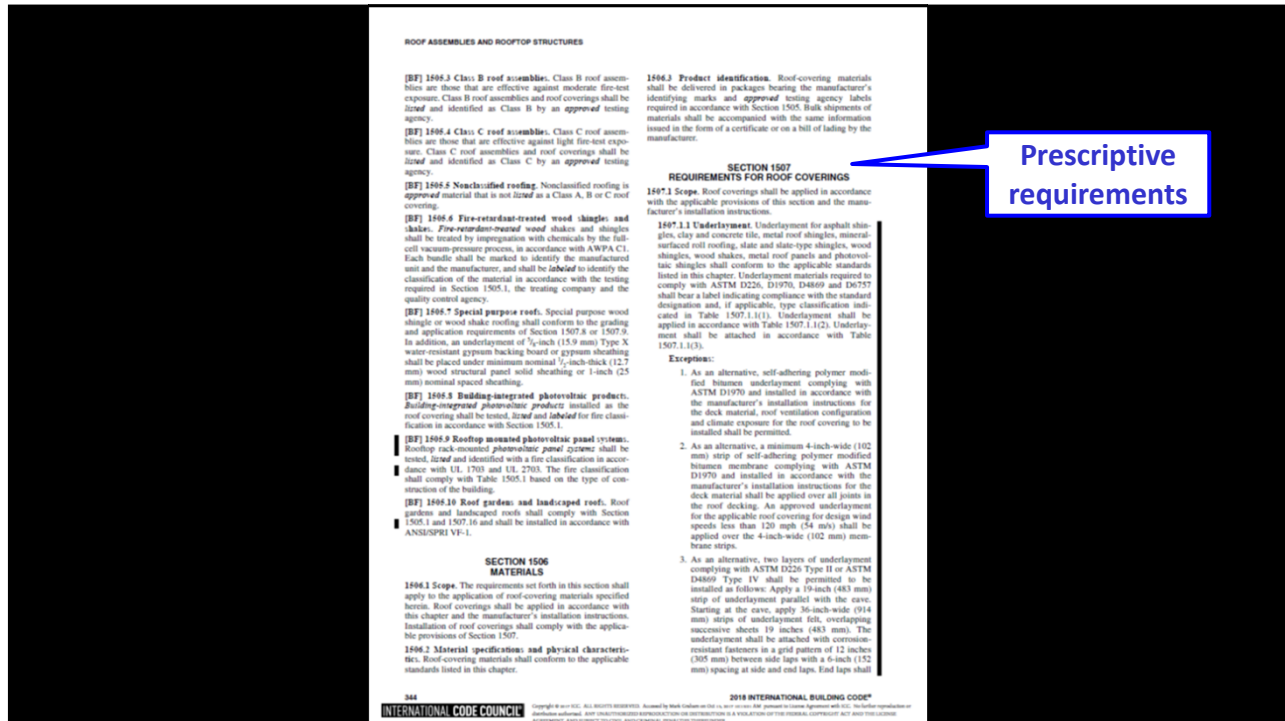 ROOF ASSEMBLIES AND ROOFTOP STRUCTURES
[BF] 1505.3 Class B roof assemblies. Class B roof assem-
blies are those that are effective against moderate fire-test
exposure. Class B roof assemblies and roof coverings shall be
listed and identified as Class B by an approved testing
agency.
[BF] 1505.4 Class C roof assemblies. Class C roof assem-
blies are those that are effective against light fire-test expo-
sure. Class C roof assemblies and roof coverings shall be
listed and identified as Class C by an approved testing
agency.
[BF] 1505.5 Nonclassified roofing. Nonclassified roofing is
approved material that is not listed as a Class A, B or C roof
covering.
[BF] 1505.6 Fire-retardant-treated wood shingles and
shakes. Fire-retardant-treated wood shakes and shingles
shall be treated by impregnation with chemicals by the full-
cell vacuum-pressure process, in accordance with AWPA C1.
Each bundle shall be marked to identify the manufactured
unit and the manufacturer, and shall be labeled to identify the
classification of the material in accordance with the testing
required in Section 1505.1, the treating company and the
quality control agency.
[BF] 1505.7 Special purpose roofs. Special purpose wood
shingle or wood shake roofing shall conform to the grading
and application requirements of Section 1507.8 or 1507.9.
In addition, an underlayment of 5/8-inch (15.9 mm) Type X
water-resistant gypsum backing board or gypsum sheathing
shall be placed under minimum nominal 1/2-inch-thick (12.7
mm) wood structural panel solid sheathing or 1-inch (25
mm) nominal spaced sheathing.
[BF] 1505.8 Building-integrated photovoltaic products.
Building-integrated photovoltaic products installed as the
roof covering shall be tested, listed and labeled for fire classi-
fication in accordance with Section 1505.1.
[BF] 1505.9 Rooftop mounted photovoltaic panel systems.
Rooftop rack-mounted photovoltaic panel systems shall be
tested, listed and identified with a fire classification in accor-
dance with UL 1703 and UL 2703. The fire classification
shall comply with Table 1505.1 based on the type of con-
struction of the building.
[BF] 1505.10 Roof gardens and landscaped roofs. Roof
gardens and landscaped roofs shall comply with Section
1505.1 and 1507.16 and shall be installed in accordance with
ANSI/SPRI VF-1.
SECTION 1506
MATERIALS
1506.1 Scope. The requirements set forth in this section shall
apply to the application of roof-covering materials specified
herein. Roof coverings shall be applied in accordance with
this chapter and the manufacturer's installation instructions.
Installation of roof coverings shall comply with the applica-
ble provisions of Section 1507.
1506.2 Material specifications and physical characteris-
tics. Roof-covering materials shall conform to the applicable
standards listed in this chapter.
1506.3 Product identification. Roof-covering materials
shall be delivered in packages bearing the manufacturer's
identifying marks and approved testing agency labels
required in accordance with Section 1505. Bulk shipments of
materials shall be accompanied with the same information
issued in the form of a certificate or on a bill of lading by the
manufacturer.
SECTION 1507
REQUIREMENTS FOR ROOF COVERINGS
1507.1 Scope. Roof coverings shall be applied in accordance
with the applicable provisions of this section and the manu-
facturer's installation instructions.
1507.1.1 Underlayment. Underlayment for asphalt shin-
gles, clay and concrete tile, metal roof shingles, mineral-
surfaced roll roofing, slate and slate-type shingles, wood
shingles, wood shakes, metal roof panels and photovol-
taic shingles shall conform to the applicable standards
listed in this chapter. Underlayment materials required to
comply with ASTM D226, D1970, D4869 and D6757
shall bear a label indicating compliance with the standard
designation and, if applicable, type classification indi-
cated in Table 1507.1.1(1). Underlayment shall be
applied in accordance with Table 1507.1.1(2). Underlay-
ment shall be attached in accordance with Table
1507.1.1(3).
Exceptions:
1. As an alternative, self-adhering polymer modi-
fied bitumen underlayment complying with
ASTM D1970 and installed in accordance with
the manufacturer's installation instructions for
the deck material, roof ventilation configuration
and climate exposure for the roof covering to be
installed shall be permitted.
2. As an alternative, a minimum 4-inch-wide (102
mm) strip of self-adhering polymer modified
bitumen membrane complying with ASTM
D1970 and installed in accordance with the
manufacturer's installation instructions for the
deck material shall be applied over all joints in
the roof decking. An approved underlayment
for the applicable roof covering for design wind
speeds less than 120 mph (54 m/s) shall be
applied over the 4-inch-wide (102 mm) mem-
brane strips.
3. As an alternative, two layers of underlayment
complying with ASTM D226 Type II or ASTM
D4869 Type IV shall be permitted to be
installed as follows: Apply a 19-inch (483 mm)
strip of underlayment parallel with the eave.
Starting at the eave, apply 36-inch-wide (914
mm) strips of underlayment felt, overlapping
successive sheets 19 inches (483 mm). The
underlayment shall be attached with corrosion-
resistant fasteners in a grid pattern of 12 inches
(305 mm) between side laps with a 6-inch (152
mm) spacing at side and end laps. End laps shall
Prescriptive
requirements
344
2018 INTERNATIONAL BUILDING CODE®
INTERNATIONAL CODE COUNCIL®